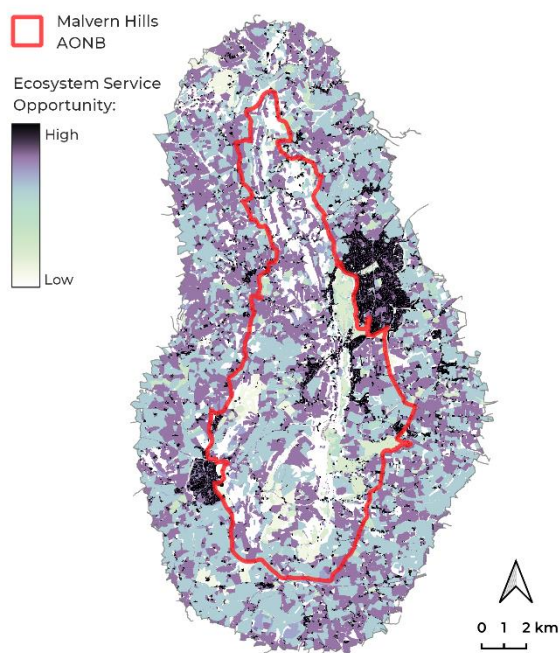 Malvern Hills
AONB
Ecosystem Service
Opportunity:
High
Low
0 1 2 km